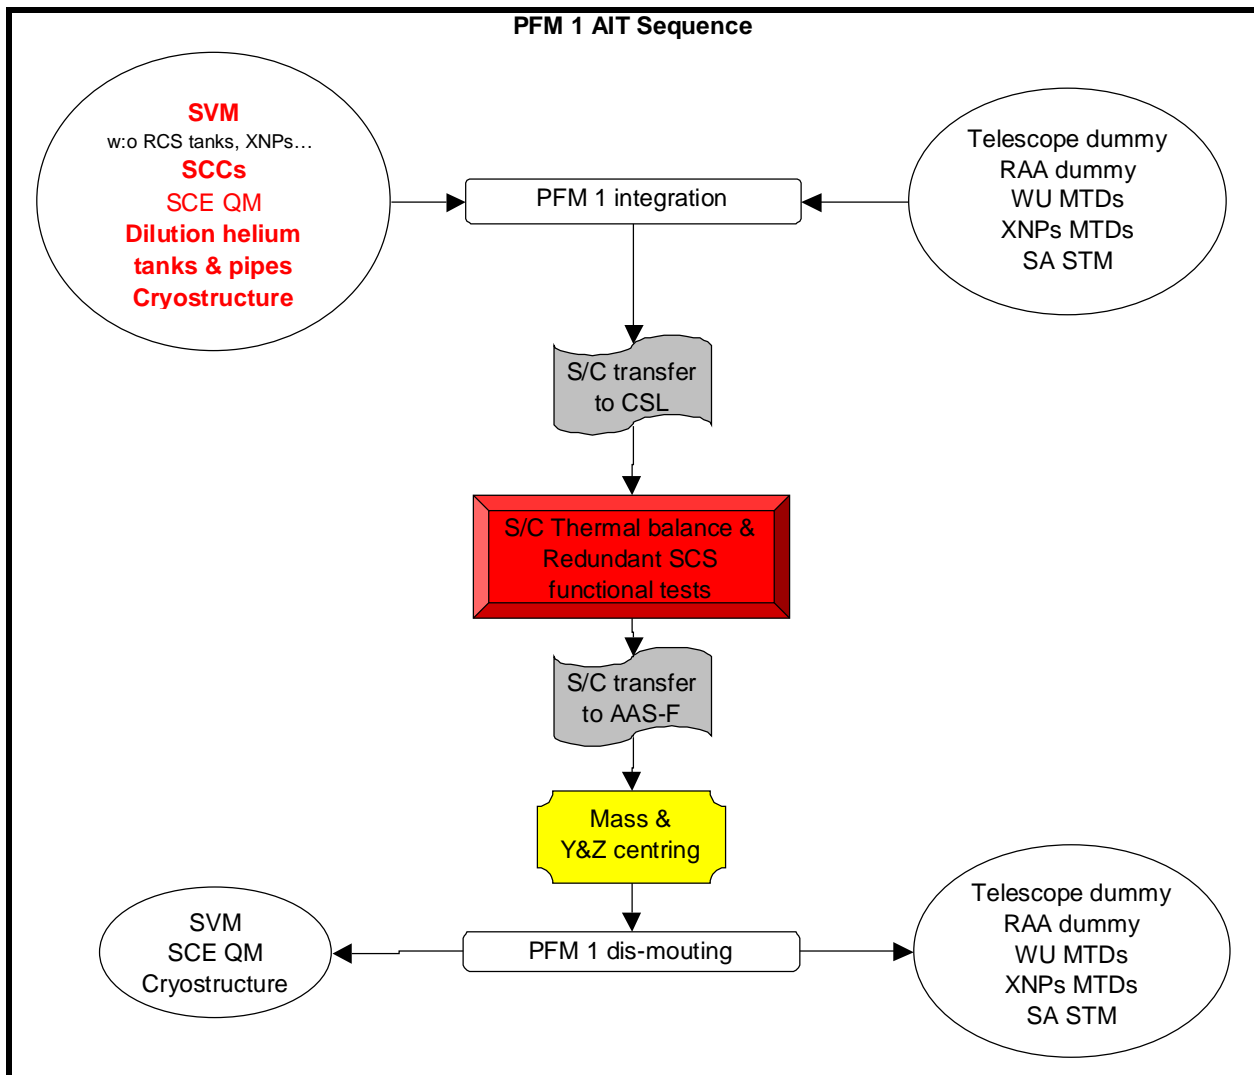 PFM 1 AIT Sequence
SVM
w:o RCS tanks, XNPs…
SCCs
SCE QM
Dilution helium
tanks & pipes
Cryostructure
PFM 1 integration
Telescope dummy
RAA dummy
WU MTDs
XNPs MTDs
SA STM
S/C transfer
to CSL
S/C Thermal balance &
Redundant SCS
functional tests
S/C transfer
to AAS-F
Mass &
Y&Z centring
SVM
SCE QM
Cryostructure
PFM 1 dis-mouting
Telescope dummy
RAA dummy
WU MTDs
XNPs MTDs
SA STM